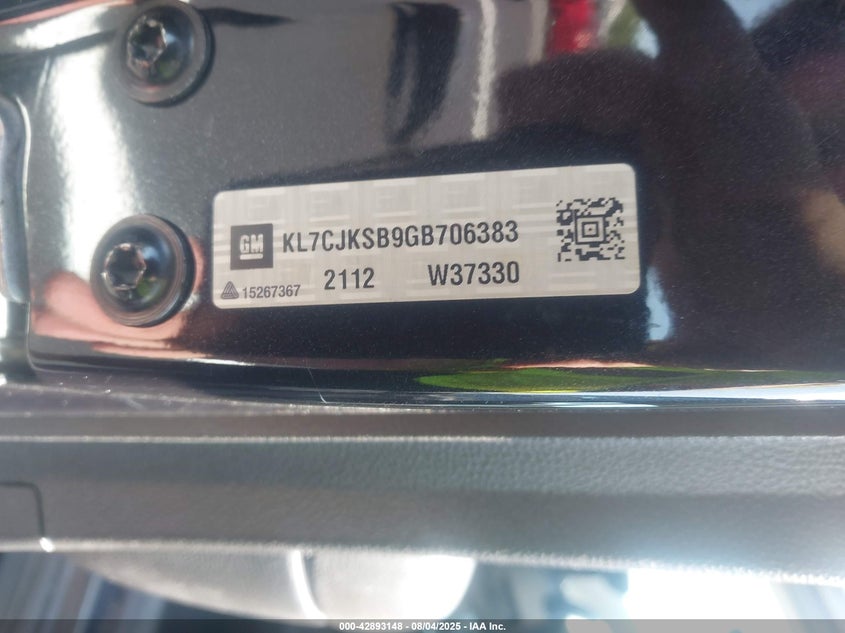 GM KL7CJKSB9GB706383
15267367 2112 W37330
000-42893148 - 08/04/2025 - IAA Inc.